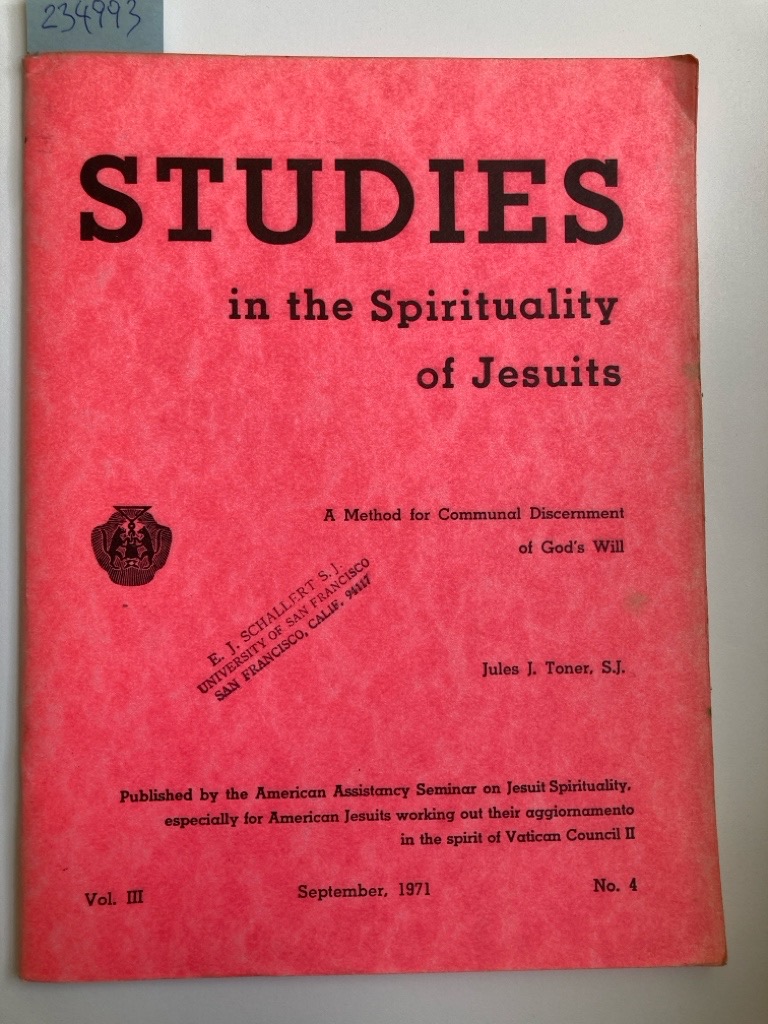 234993
STUDIES
in the Spirituality
of Jesuits
A Method for Communal Discernment
of God's Will
E. J. SCHALLERT S. J.
UNIVERSITY OF SAN FRANCISCO
SAN FRANCISCO, CALIF. 94117
Jules J. Toner, S.J.
Published by the American Assistancy Seminar on Jesuit Spirituality,
especially for American Jesuits working out their aggiornamento
in the spirit of Vatican Council II
Vol. III September, 1971 No. 4